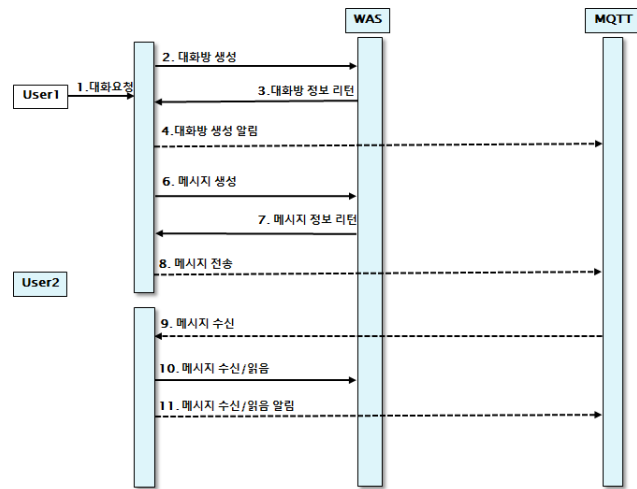 WAS
MQTT
2. 대화방 생성
1.대화요청
3.대화방 정보 리턴
User1
4.대화방 생성 알림
6. 메시지 생성
7. 메시지 정보 리턴
8. 메시지 전송
User2
9. 메시지 수신
10. 메시지 수신/읽음
11. 메시지 수신/읽음 알림